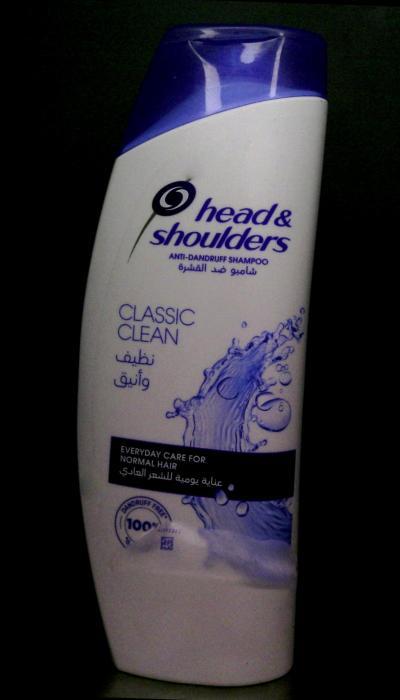 head &
shoulders
ANTI-DANDRUFF SHAMPOO
شامبو ضد القشرة
CLASSIC
CLEAN
نظيف
وأنيق
EVERYDAY CARE FOR
NORMAL HAIR
عناية يومية للشعر العادي
DANDRUFF FREE*
100%